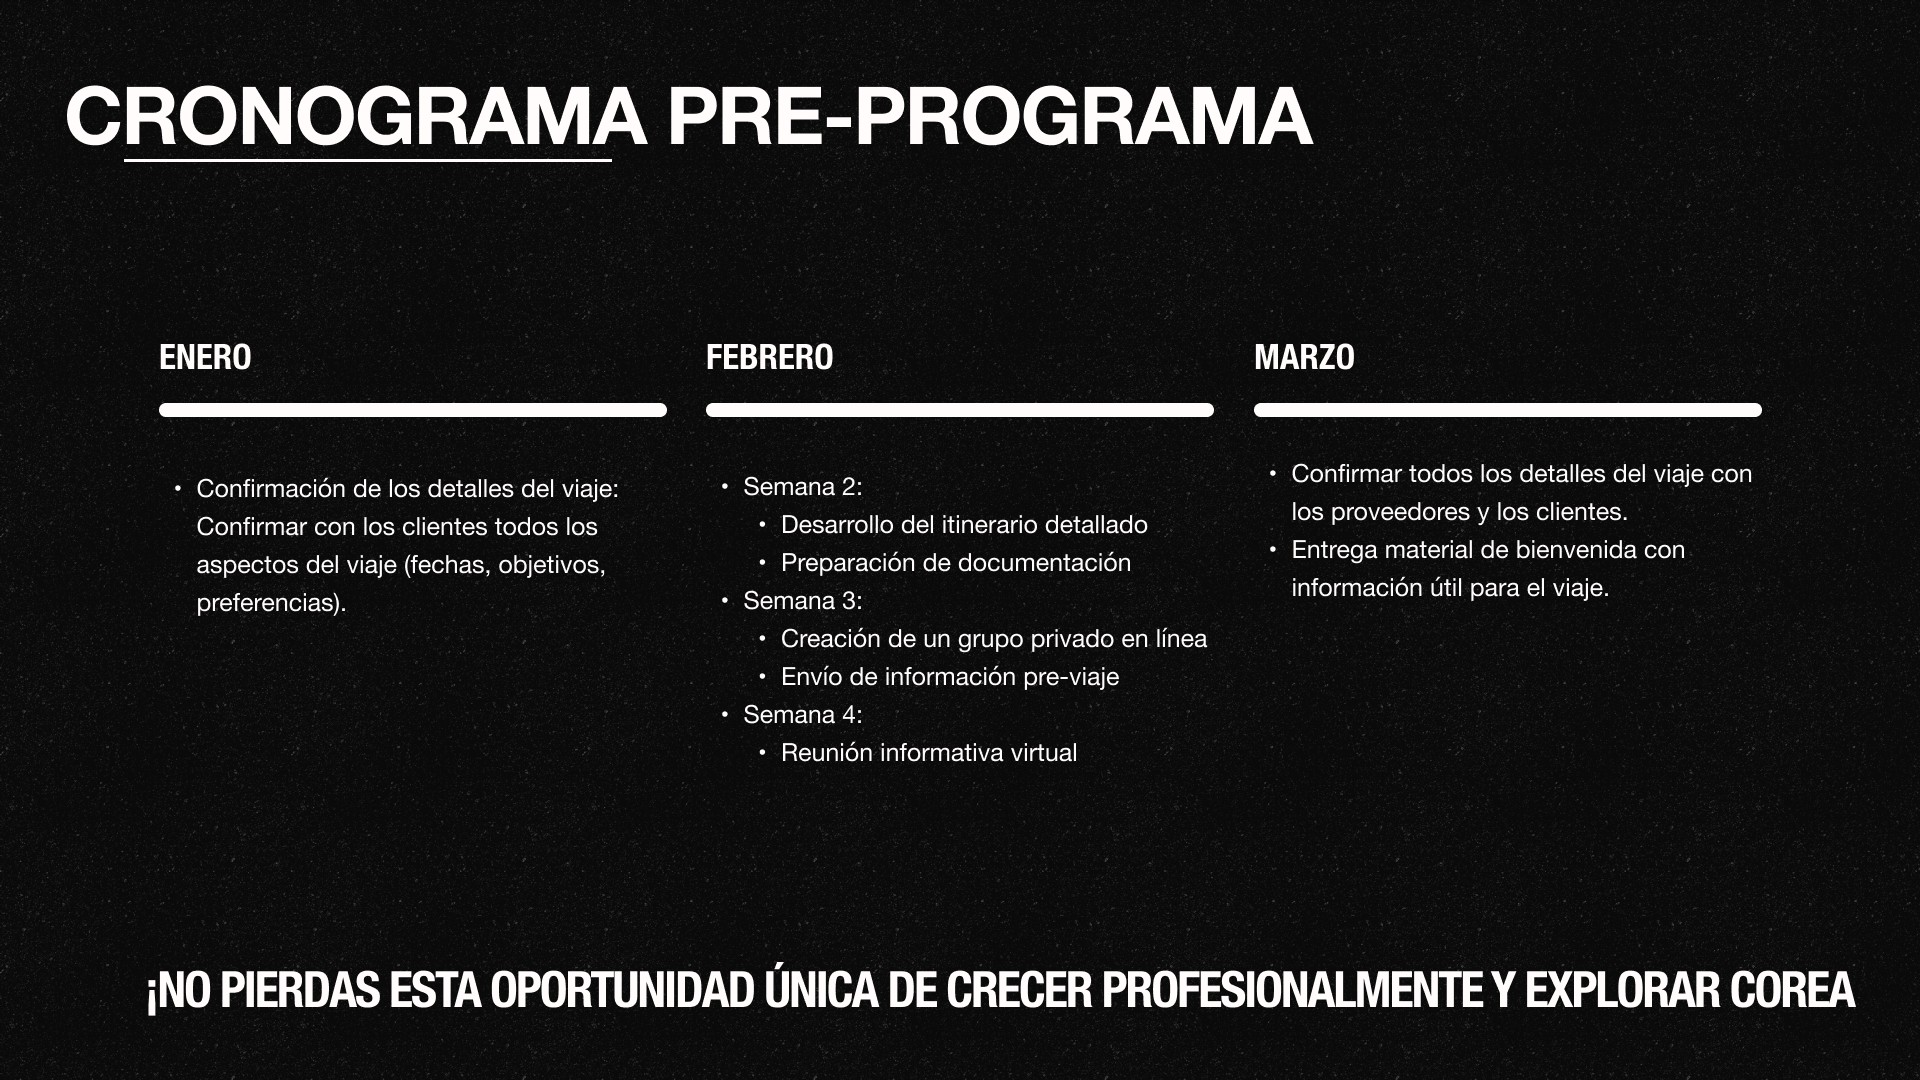 CRONOGRAMA PRE-PROGRAMA
ENERO
• Confirmación de los detalles del viaje:
Confirmar con los clientes todos los
aspectos del viaje (fechas, objetivos,
preferencias).
FEBRERO
• Semana 2:
• Desarrollo del itinerario detallado
• Preparación de documentación
• Semana 3:
• Creación de un grupo privado en línea
• Envío de información pre-viaje
• Semana 4:
• Reunión informativa virtual
MARZO
• Confirmar todos los detalles del viaje con
los proveedores y los clientes.
• Entrega material de bienvenida con
información útil para el viaje.
¡NO PIERDAS ESTA OPORTUNIDAD ÚNICA DE CRECER PROFESIONALMENTE Y EXPLORAR COREA